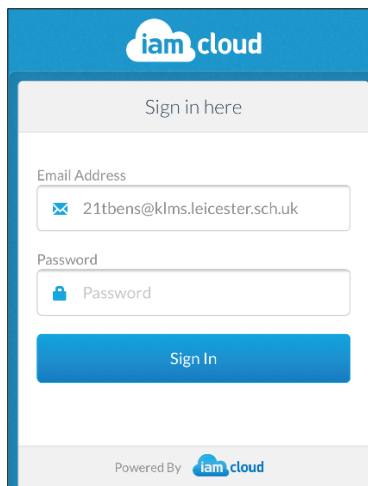 iam cloud
Sign in here
Email Address
21tbens@klms.leicester.sch.uk
Password
Password
Sign In
Powered By iam cloud